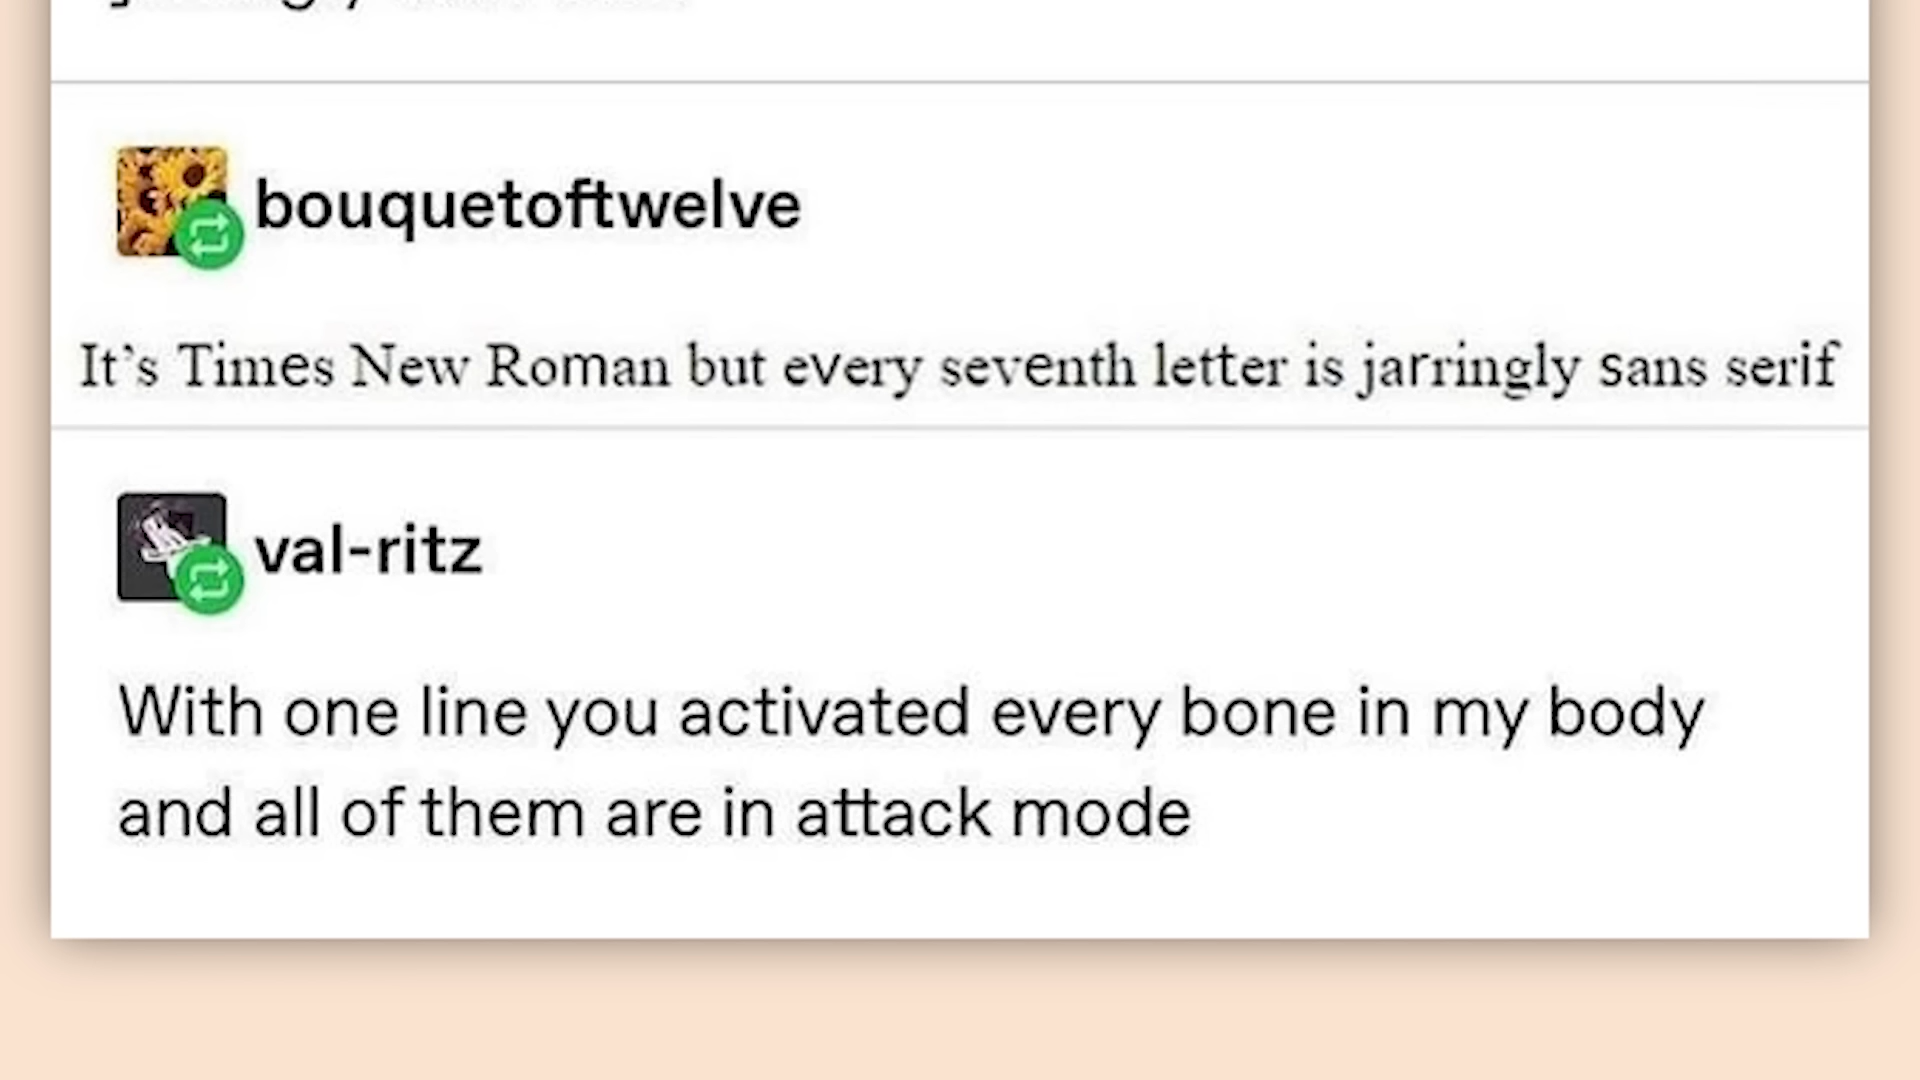 bouquetoftwelve
It’s Times New Roman but every seventh letter is jarringly sans serif
val-ritz
With one line you activated every bone in my body
and all of them are in attack mode